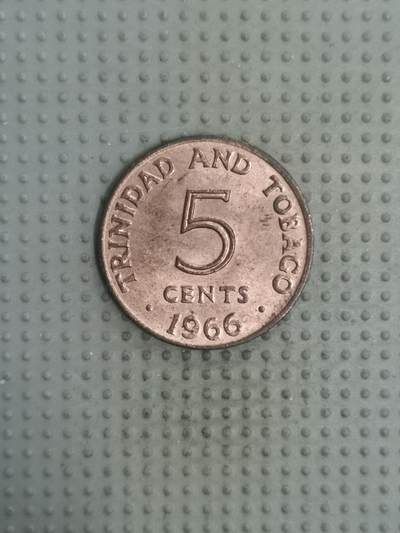 TRINIDAD AND TOBAGO
5
CENTS
· 1966 ·